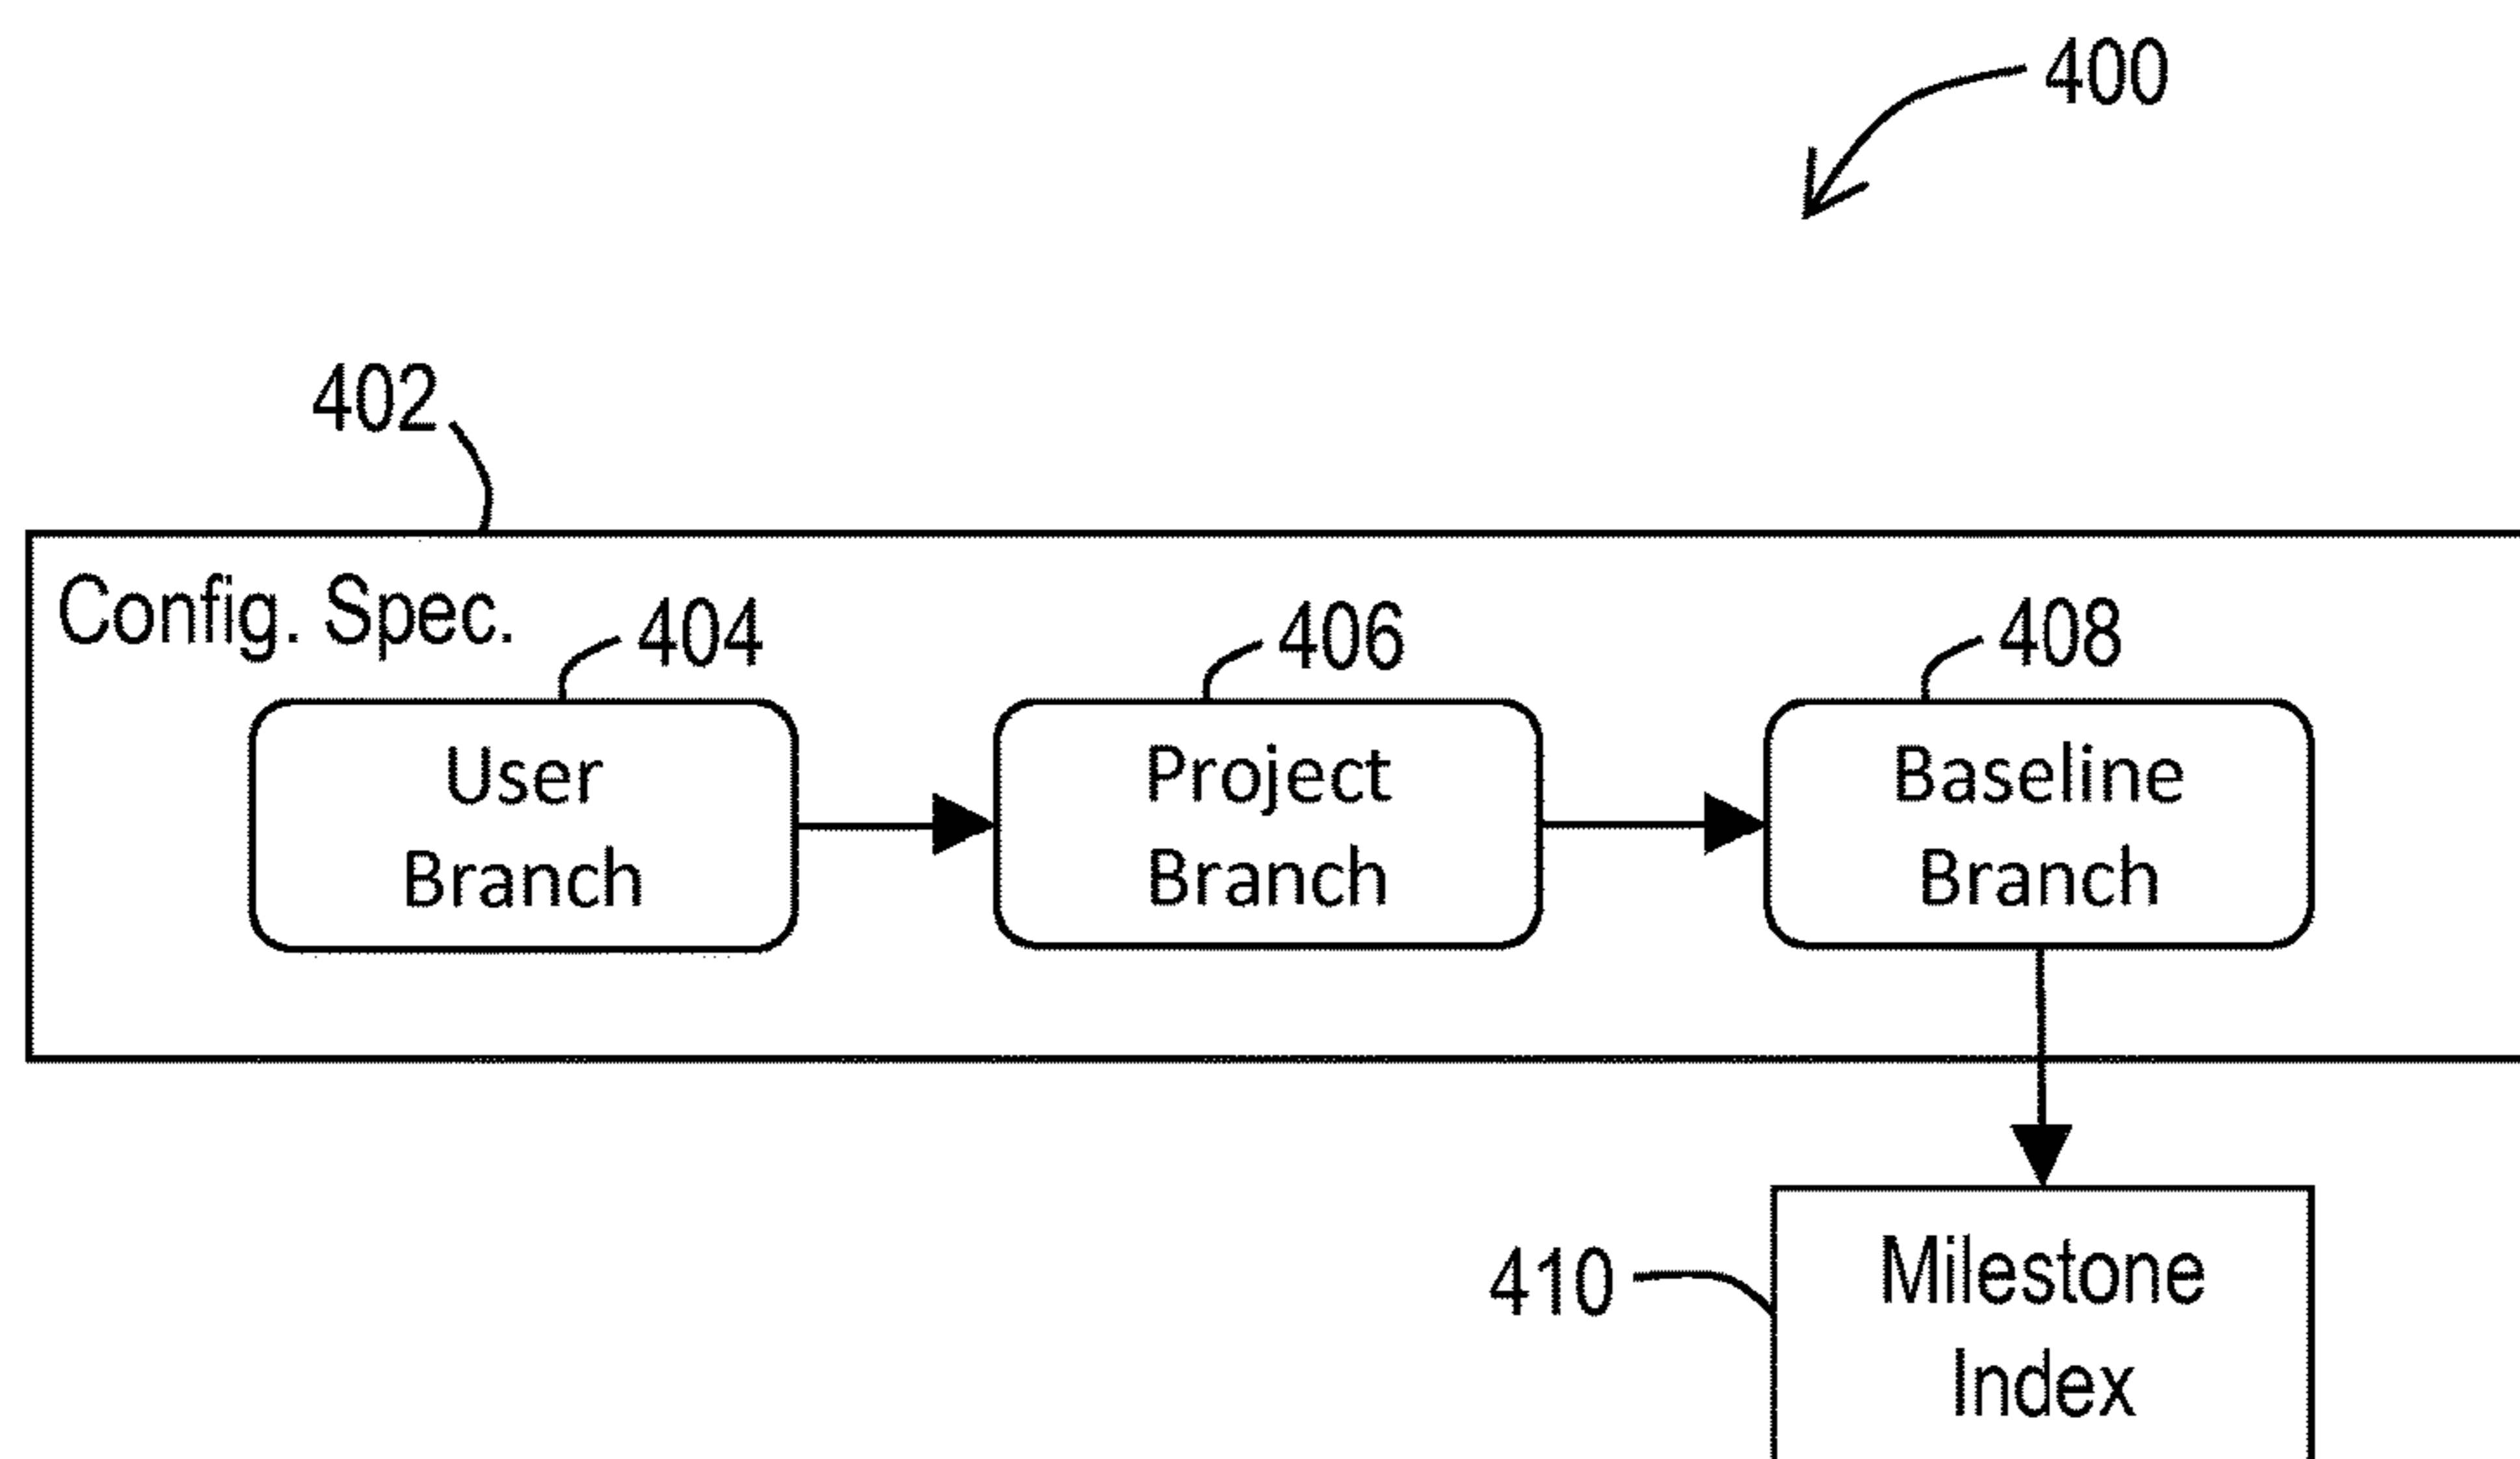 400
402
Config. Spec.
404
406
408
User
Branch
Project
Branch
Baseline
Branch
410
Milestone
Index